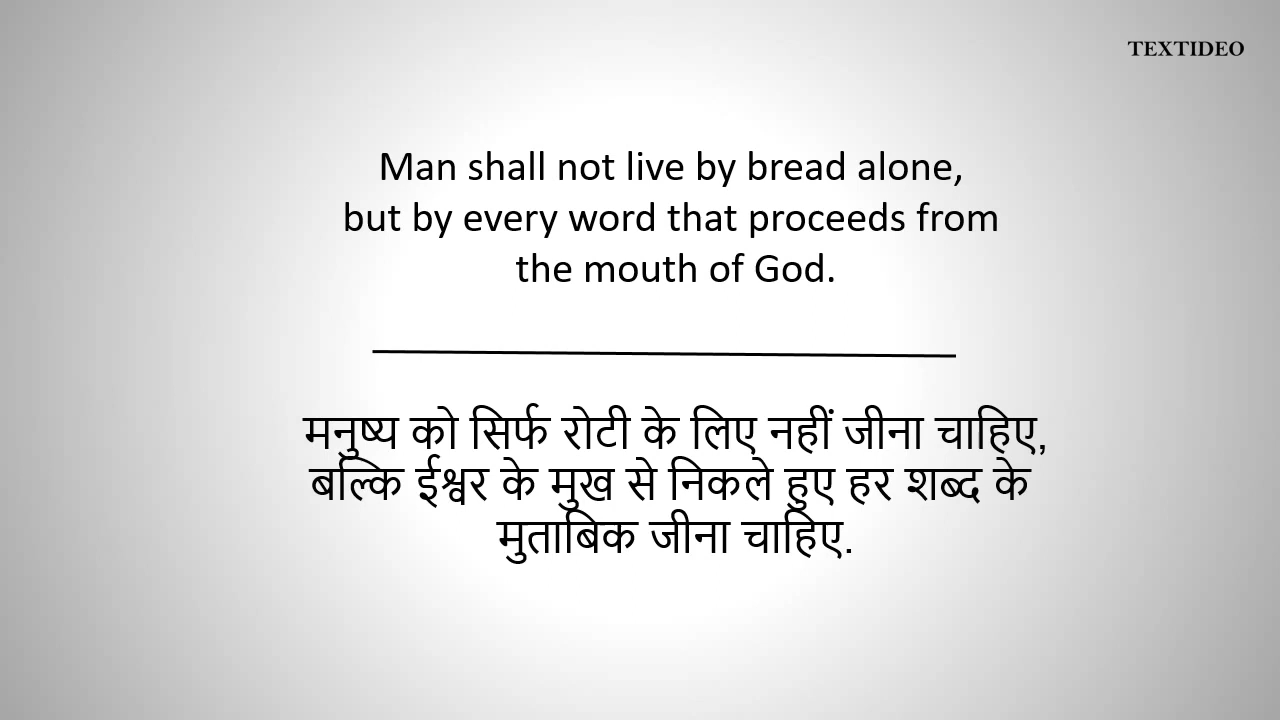 TEXTIDEO
Man shall not live by bread alone,
but by every word that proceeds from
the mouth of God.
मनुष्य को सिर्फ रोटी के लिए नहीं जीना चाहिए,
बल्कि ईश्वर के मुख से निकले हुए हर शब्द के
मुताबिक जीना चाहिए.